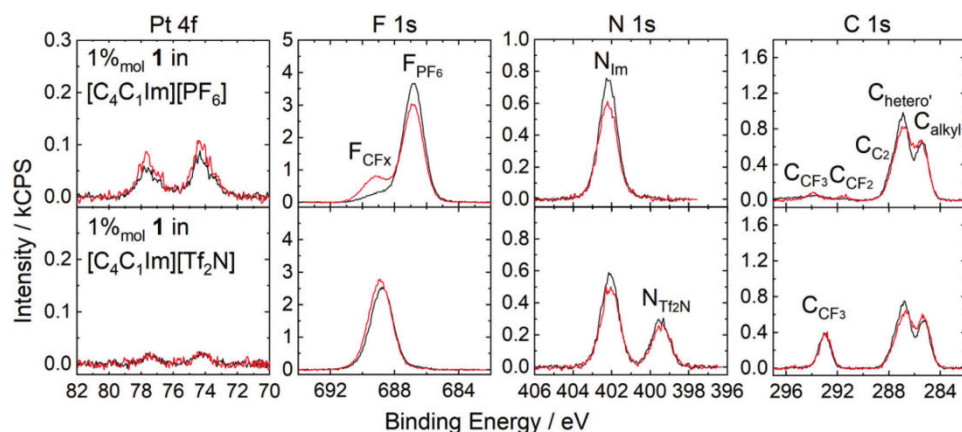 Pt 4f F 1s N 1s C 1s
Intensity / kCPS
0.3 0.2 0.1 0.0
1%mol 1 in
[C4C1Im][PF6]
5 4 3 2 1 0
FPF6
FCFx
1.0 0.8 0.6 0.4 0.2 0.0
NIm
1.6 1.2 0.8 0.4 0.0
Chetero'
Calkyl
CC2
CCF3 CCF2
0.2 0.1 0.0
1%mol 1 in
[C4C1Im][Tf2N]
4 3 2 1 0
0.8 0.6 0.4 0.2 0.0
NTf2N
1.2 0.8 0.4 0.0
CCF3
82 80 78 76 74 72 70
692 688 684
406 404 402 400 398 396
296 292 288 284
Binding Energy / eV